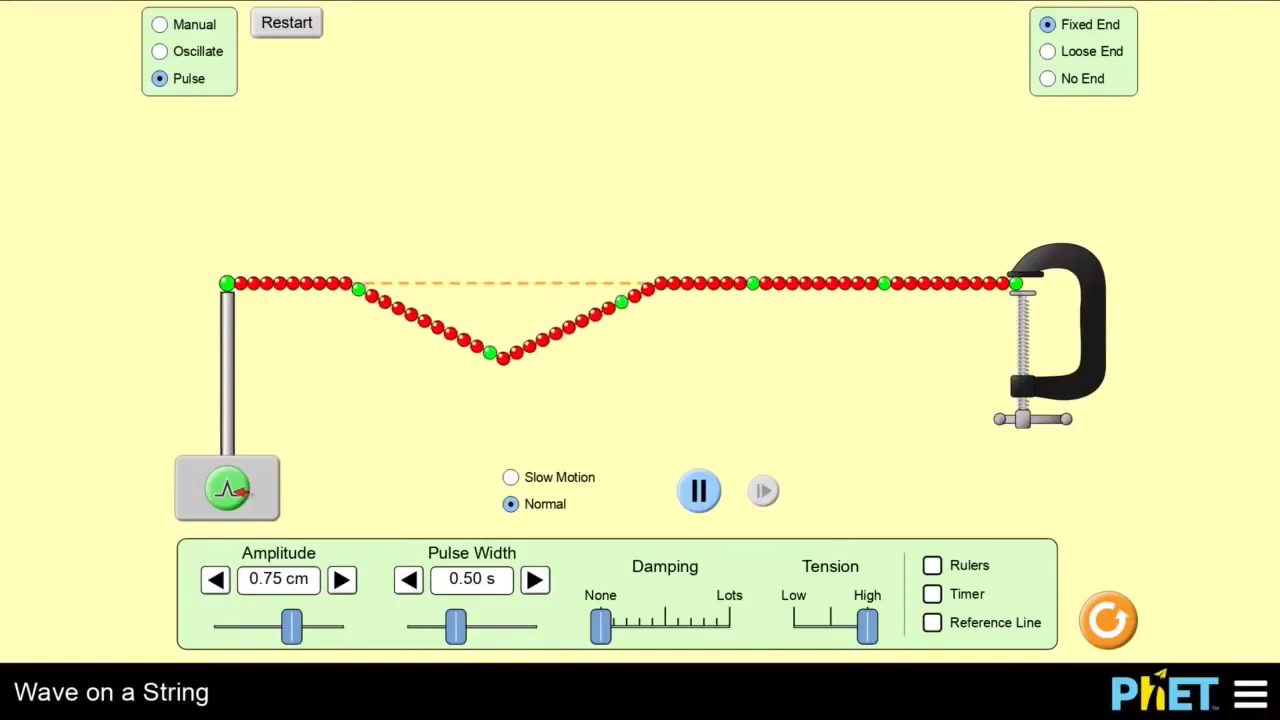 Manual
Oscillate
Pulse
Restart
Fixed End
Loose End
No End
Slow Motion
Normal
Amplitude
0.75 cm
Pulse Width
0.50 s
Damping
None Lots
Tension
Low High
Rulers
Timer
Reference Line
Wave on a String
PhET